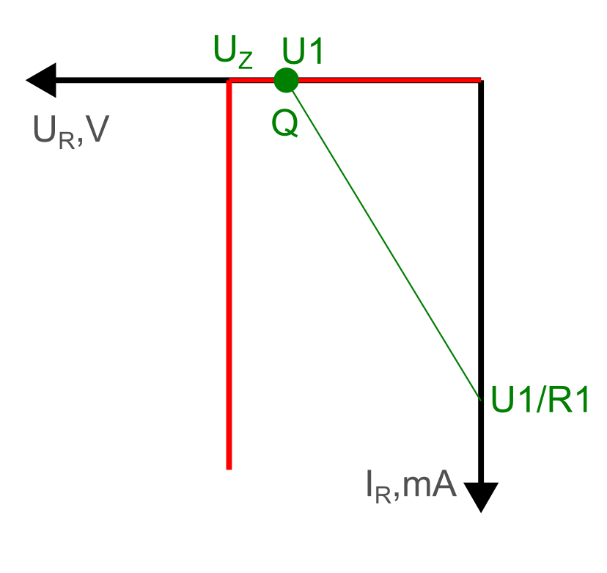 U_Z U1
U_R,V
Q
U1/R1
I_R,mA